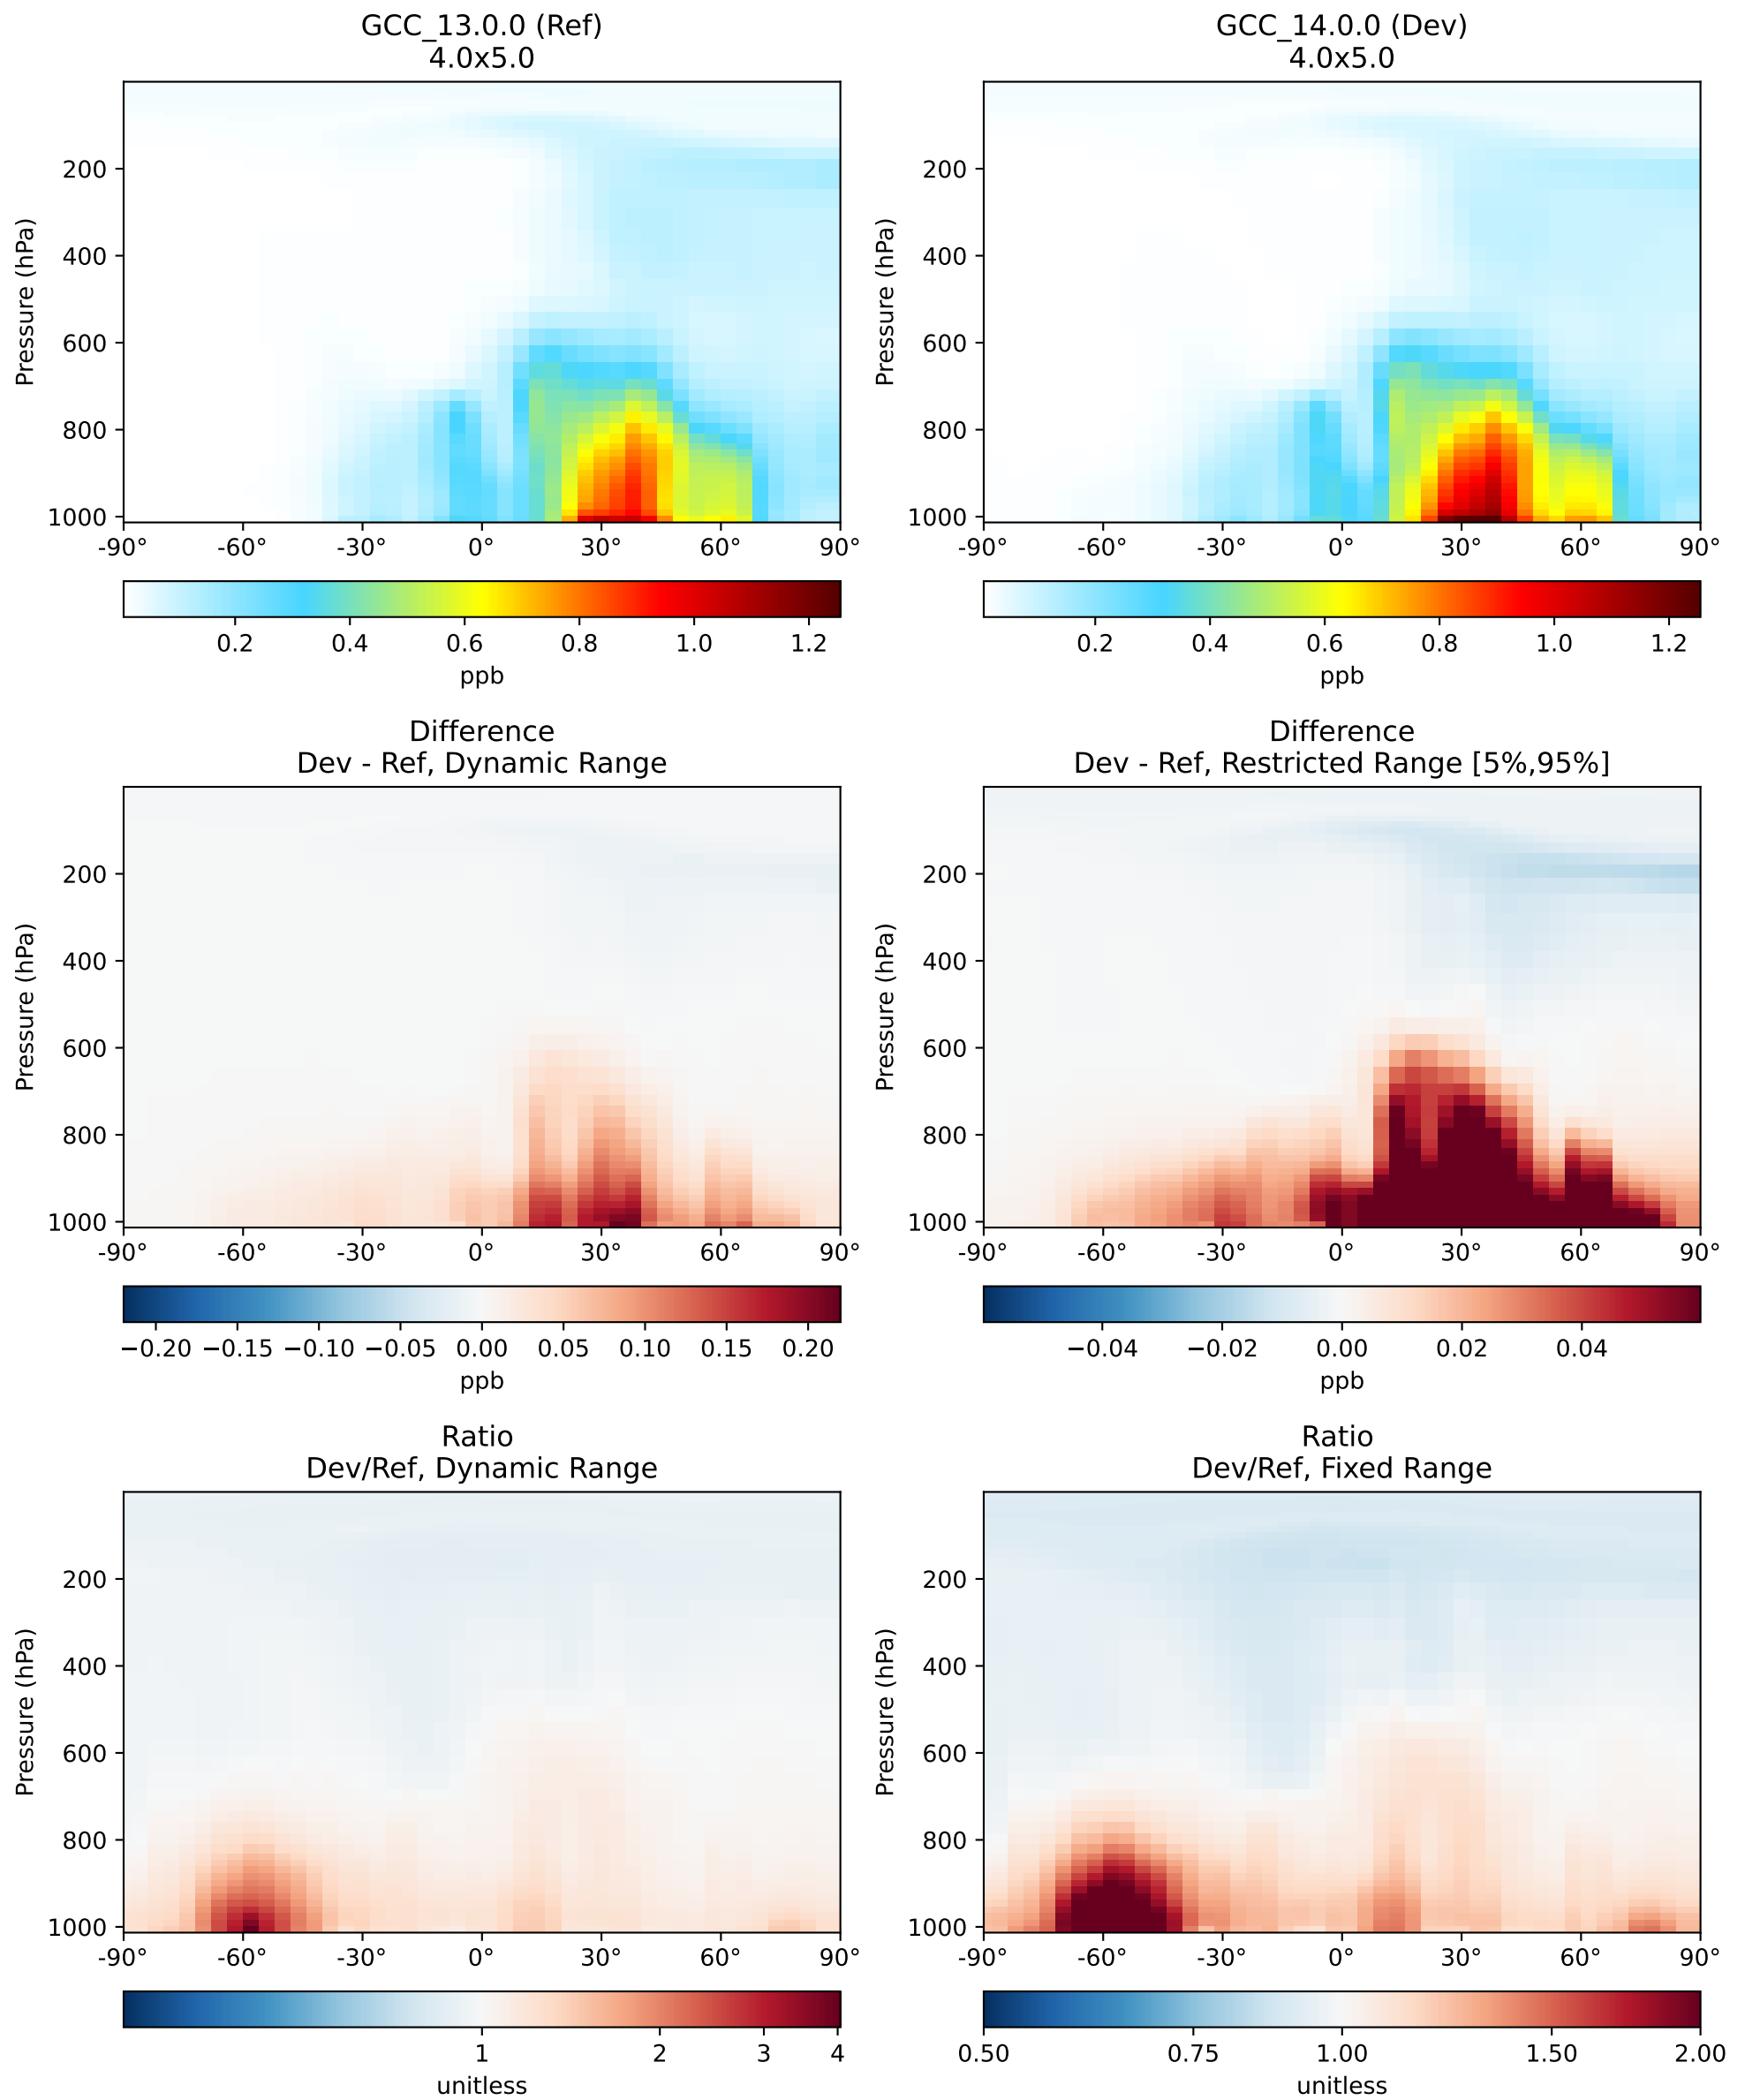 GCC_13.0.0 (Ref)
4.0x5.0
Pressure (hPa)
200
400
600
800
1000
-90° -60° -30° 0° 30° 60° 90°
0.2 0.4 0.6 0.8 1.0 1.2
ppb
GCC_14.0.0 (Dev)
4.0x5.0
Pressure (hPa)
200
400
600
800
1000
-90° -60° -30° 0° 30° 60° 90°
0.2 0.4 0.6 0.8 1.0 1.2
ppb
Difference
Dev - Ref, Dynamic Range
Pressure (hPa)
200
400
600
800
1000
-90° -60° -30° 0° 30° 60° 90°
−0.20 −0.15 −0.10 −0.05 0.00 0.05 0.10 0.15 0.20
ppb
Difference
Dev - Ref, Restricted Range [5%,95%]
Pressure (hPa)
200
400
600
800
1000
-90° -60° -30° 0° 30° 60° 90°
−0.04 −0.02 0.00 0.02 0.04
ppb
Ratio
Dev/Ref, Dynamic Range
Pressure (hPa)
200
400
600
800
1000
-90° -60° -30° 0° 30° 60° 90°
1 2 3 4
unitless
Ratio
Dev/Ref, Fixed Range
Pressure (hPa)
200
400
600
800
1000
-90° -60° -30° 0° 30° 60° 90°
0.50 0.75 1.00 1.50 2.00
unitless